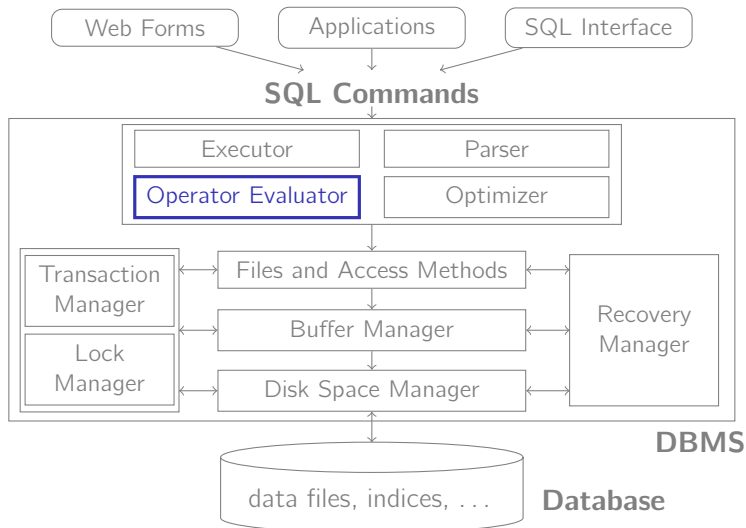 Web Forms
Applications
SQL Interface
SQL Commands
Executor
Parser
Operator Evaluator
Optimizer
Transaction
Manager
Lock
Manager
Files and Access Methods
Buffer Manager
Disk Space Manager
Recovery
Manager
DBMS
data files, indices, . . .
Database